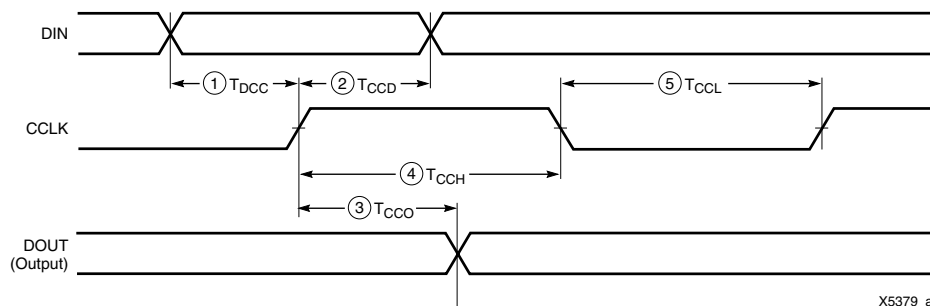 DIN
① TDCC
② TCCD
⑤ TCCL
CCLK
④ TCCH
③ TCCO
DOUT
(Output)
X5379_a